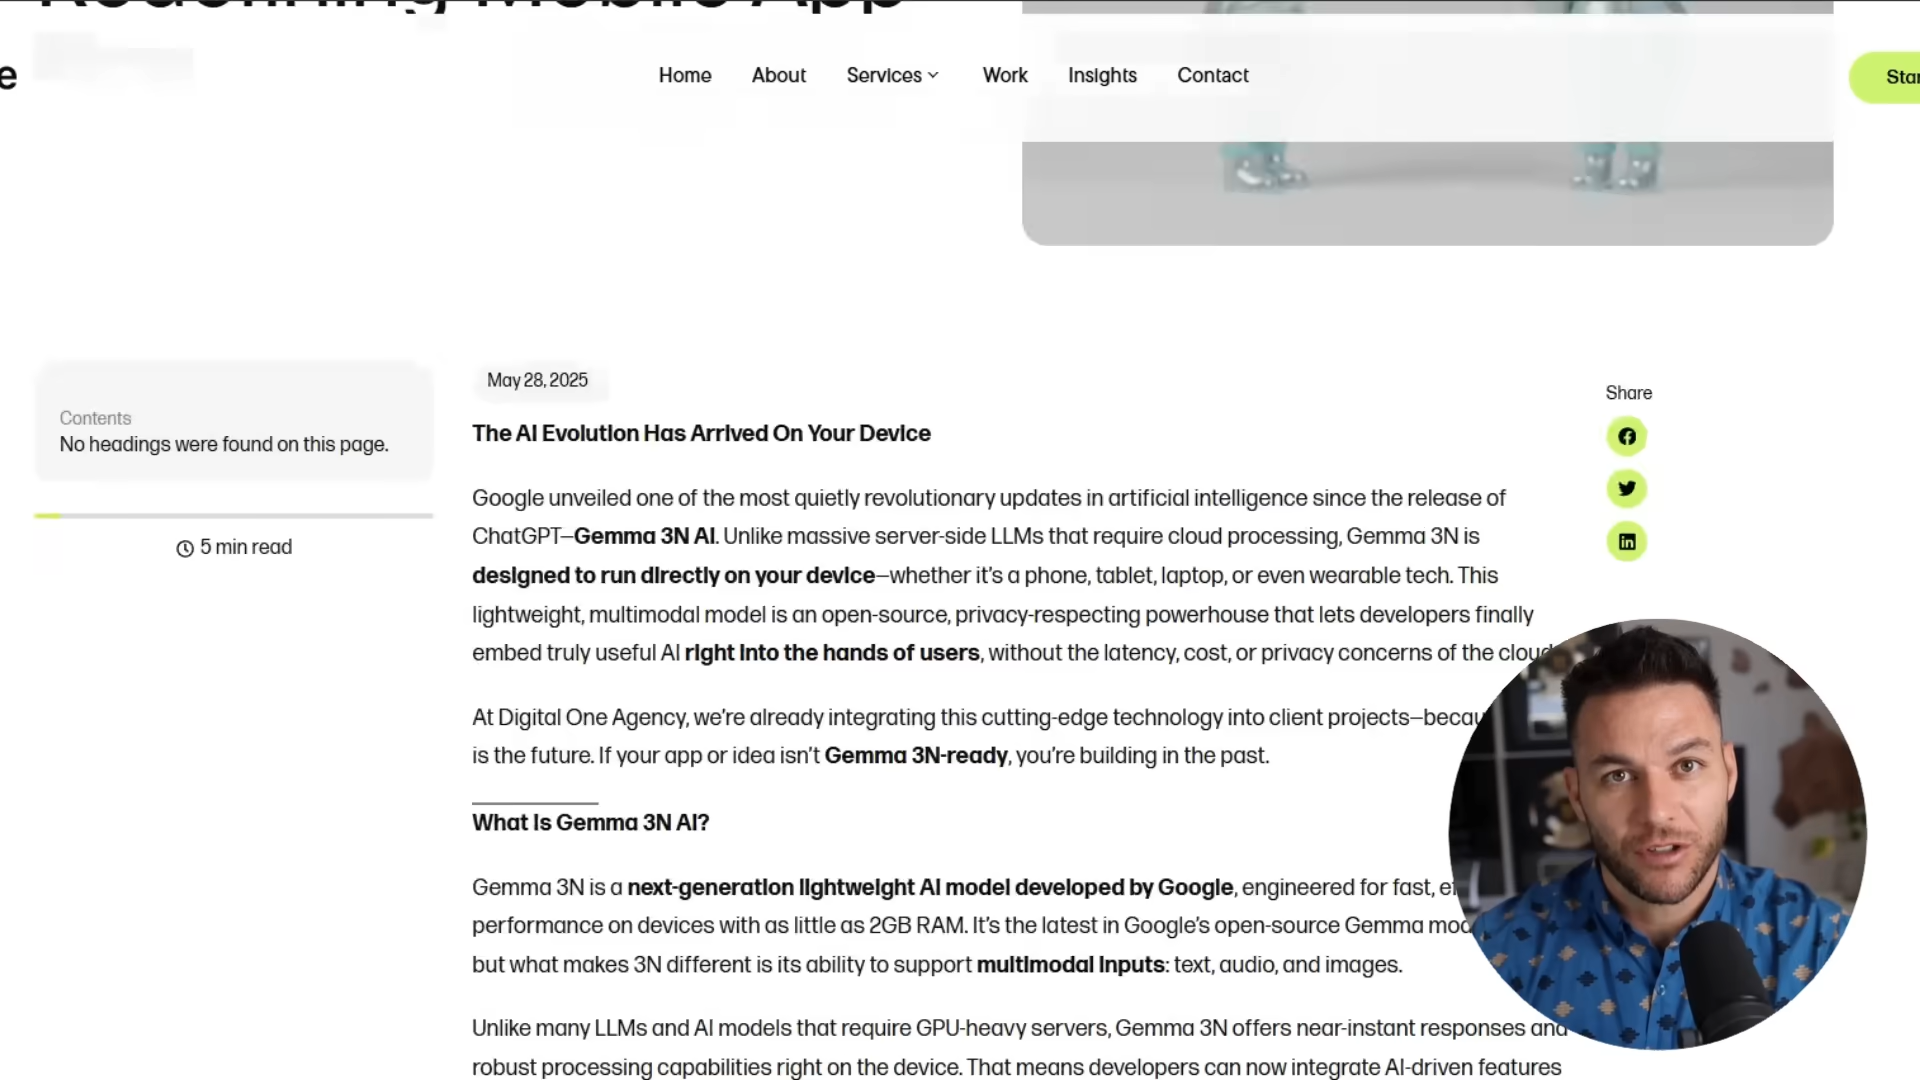 Redefining Mobile App
e
Home About Services Work Insights Contact
Star
May 28, 2025
Contents
No headings were found on this page.
5 min read
Share
The AI Evolution Has Arrived On Your Device
Google unveiled one of the most quietly revolutionary updates in artificial intelligence since the release of
ChatGPT—Gemma 3N AI. Unlike massive server-side LLMs that require cloud processing, Gemma 3N is
designed to run directly on your device—whether it's a phone, tablet, laptop, or even wearable tech. This
lightweight, multimodal model is an open-source, privacy-respecting powerhouse that lets developers finally
embed truly useful AI right into the hands of users, without the latency, cost, or privacy concerns of the cloud
At Digital One Agency, we're already integrating this cutting-edge technology into client projects—becau
is the future. If your app or idea isn't Gemma 3N-ready, you're building in the past.
What Is Gemma 3N AI?
Gemma 3N is a next-generation lightweight AI model developed by Google, engineered for fast, ef
performance on devices with as little as 2GB RAM. It's the latest in Google's open-source Gemma mod
but what makes 3N different is its ability to support multimodal inputs: text, audio, and images.
Unlike many LLMs and AI models that require GPU-heavy servers, Gemma 3N offers near-instant responses and
robust processing capabilities right on the device. That means developers can now integrate AI-driven features